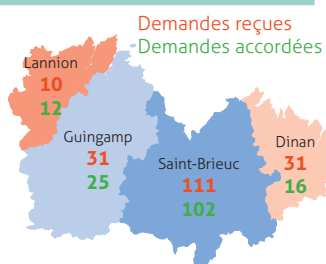 Demandes reçues
Demandes accordées
Lannion
10
12
Guingamp
31
25
Saint-Brieuc
111
102
Dinan
31
16